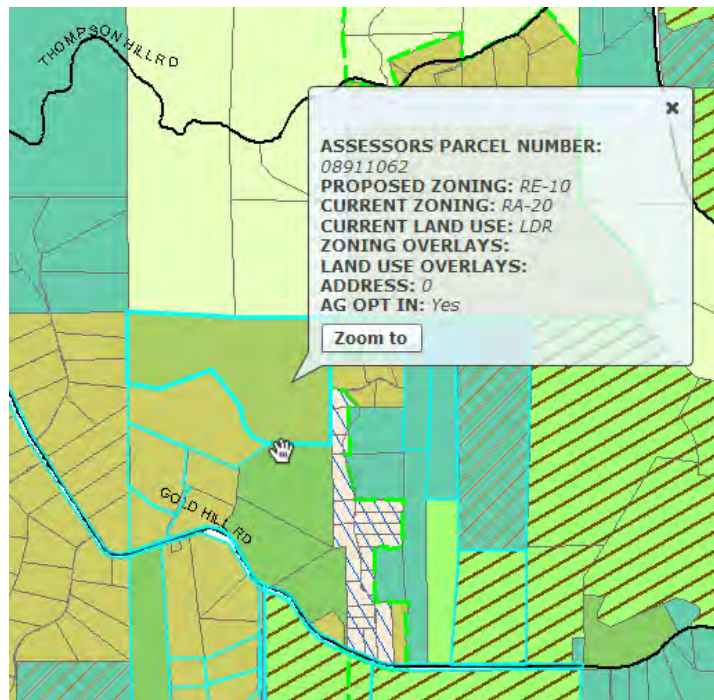 THOMPSON HILL RD
ASSESSORS PARCEL NUMBER:
08911062
PROPOSED ZONING: RE-10
CURRENT ZONING: RA-20
CURRENT LAND USE: LDR
ZONING OVERLAYS:
LAND USE OVERLAYS:
ADDRESS: 0
AG OPT IN: Yes
Zoom to
GOLD HILL RD